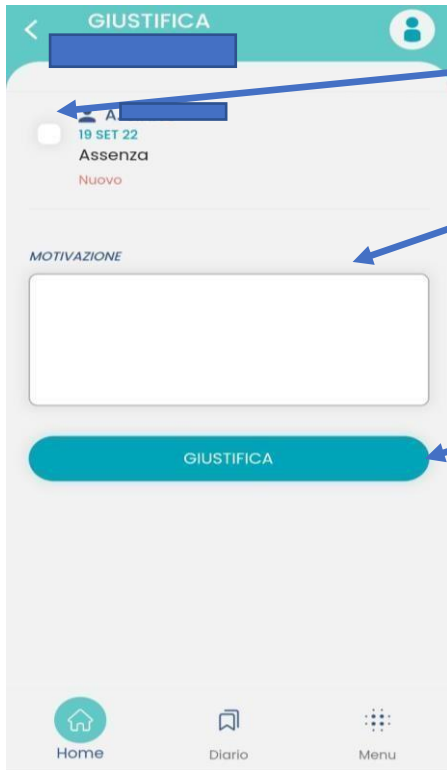 GIUSTIFICA
A.
19 SET 22
Assenza
Nuovo
MOTIVAZIONE
GIUSTIFICA
Home
Diario
Menu